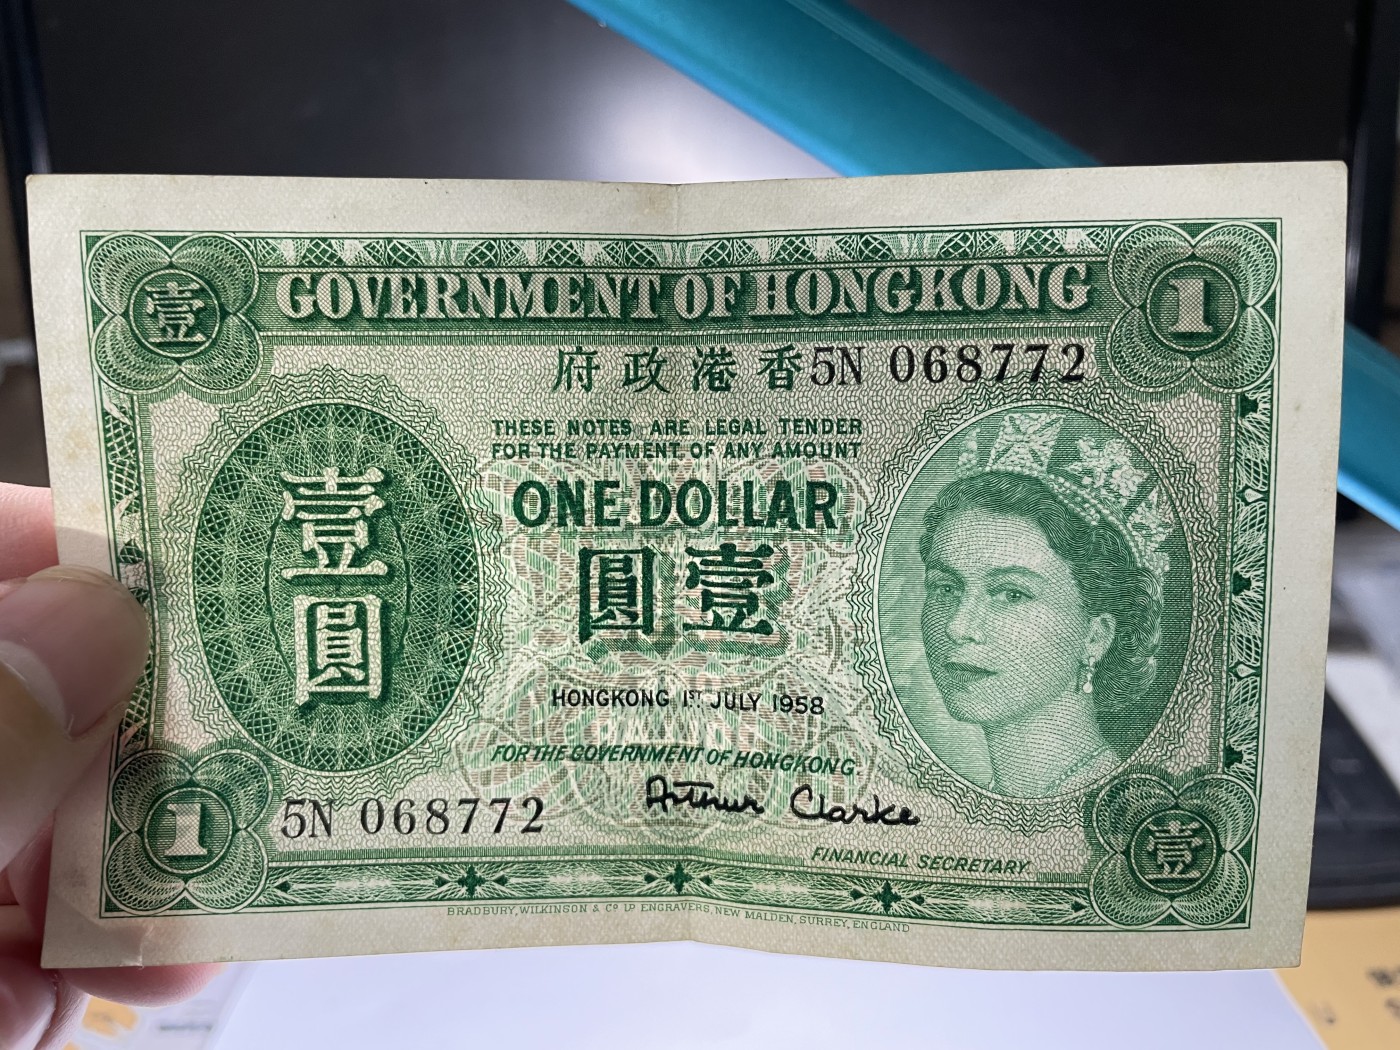 壹
GOVERNMENT OF HONGKONG
1
府政港香
5N 068772
THESE NOTES ARE LEGAL TENDER
FOR THE PAYMENT OF ANY AMOUNT
ONE DOLLAR
圓壹
壹
圓
HONGKONG 1ST JULY 1958
FOR THE GOVERNMENT OF HONGKONG.
Arthur Clarke
FINANCIAL SECRETARY.
1
5N 068772
壹
BRADBURY, WILKINSON & Co LD ENGRAVERS, NEW MALDEN, SURREY, ENGLAND